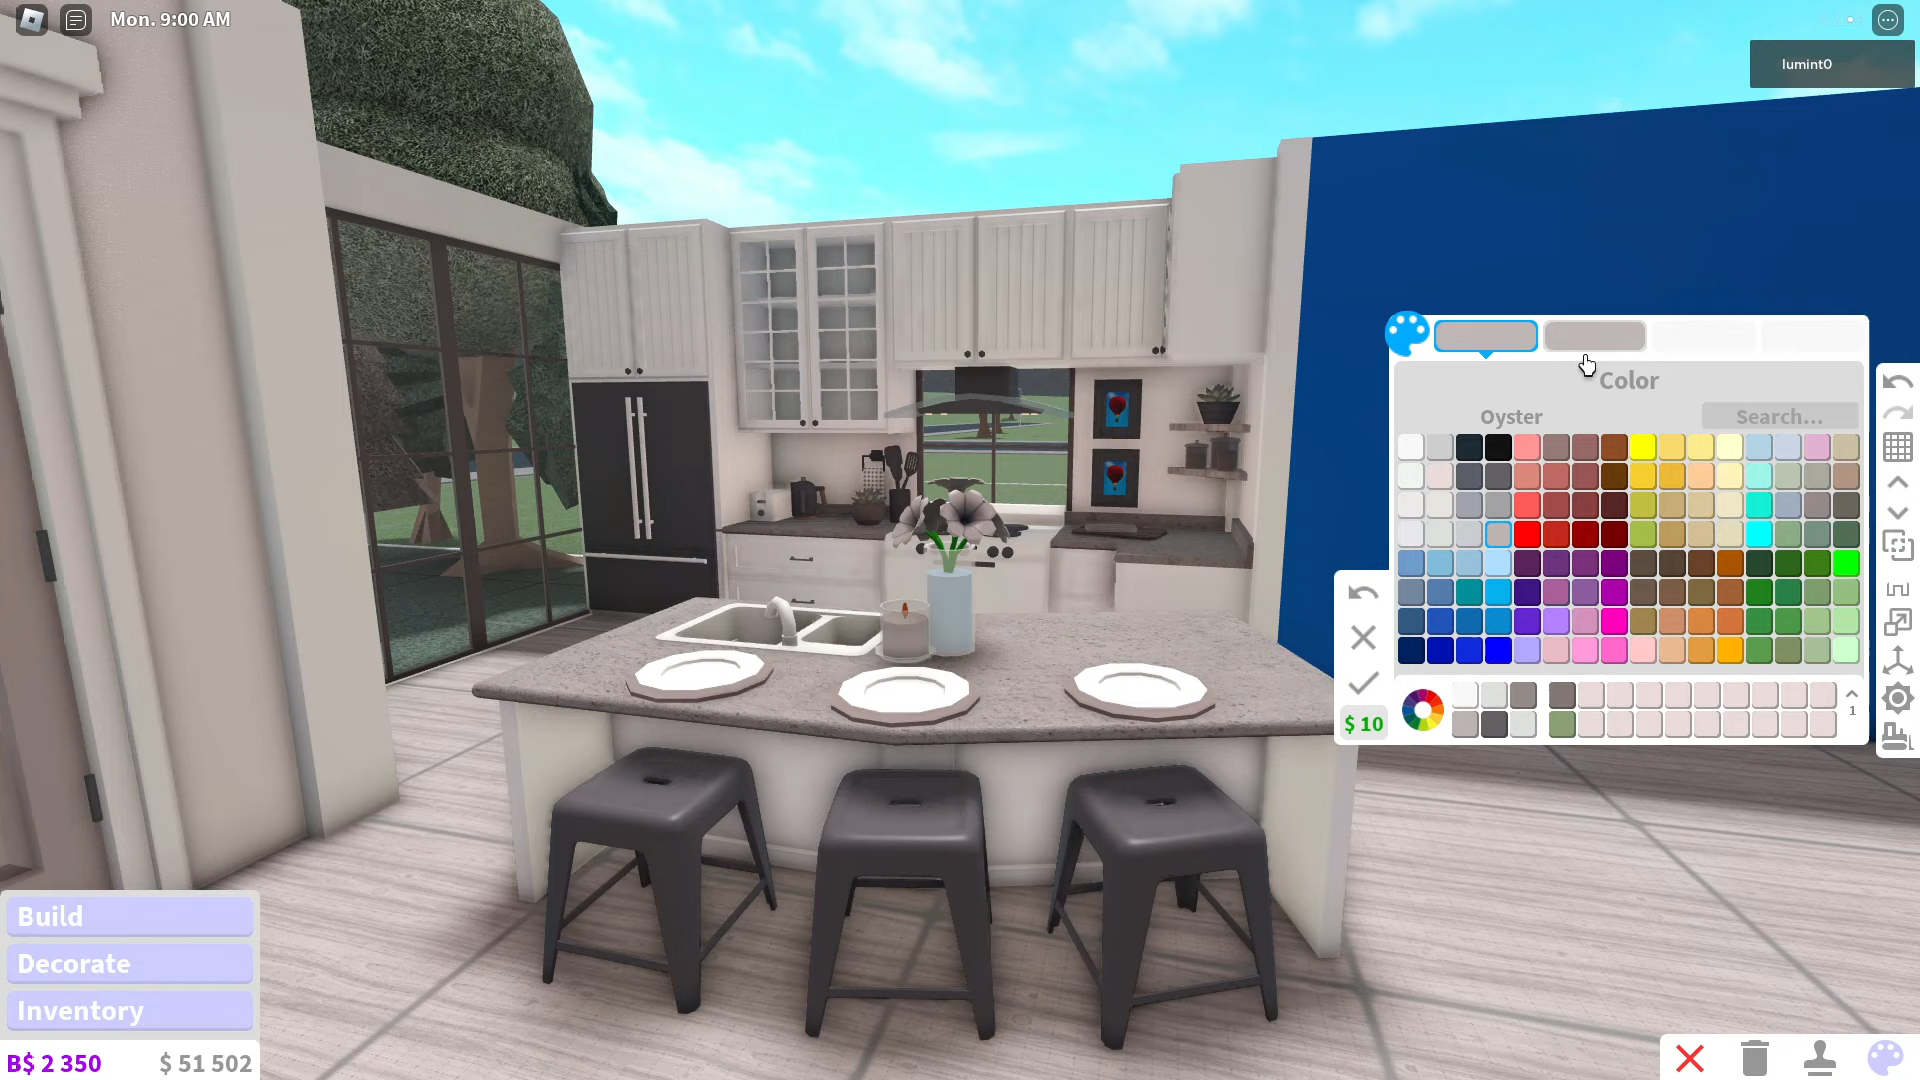 Mon. 9:00 AM
lumint0
Color
Oyster
Search...
1
$ 10
Build
Decorate
Inventory
B$ 2 350
$ 51 502